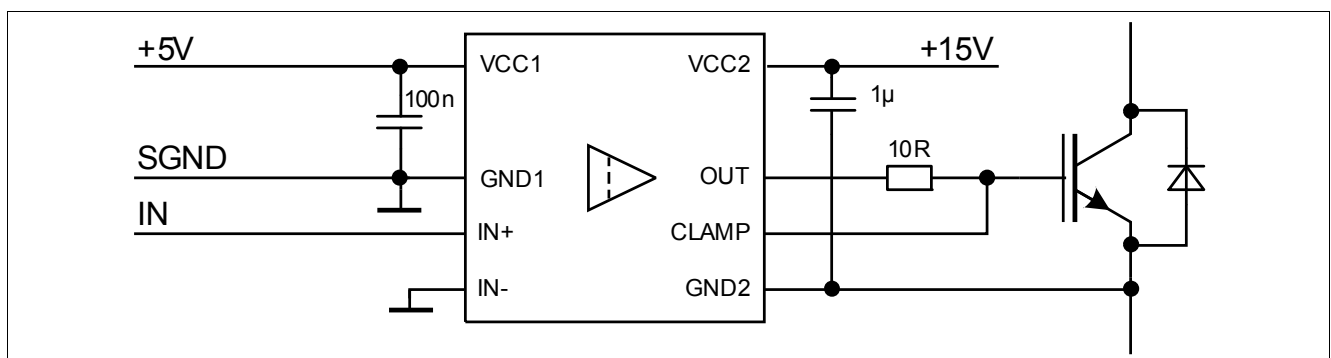 +5V
VCC1
VCC2
+15V
100n
1µ
SGND
GND1
OUT
10R
IN
IN+
CLAMP
IN-
GND2